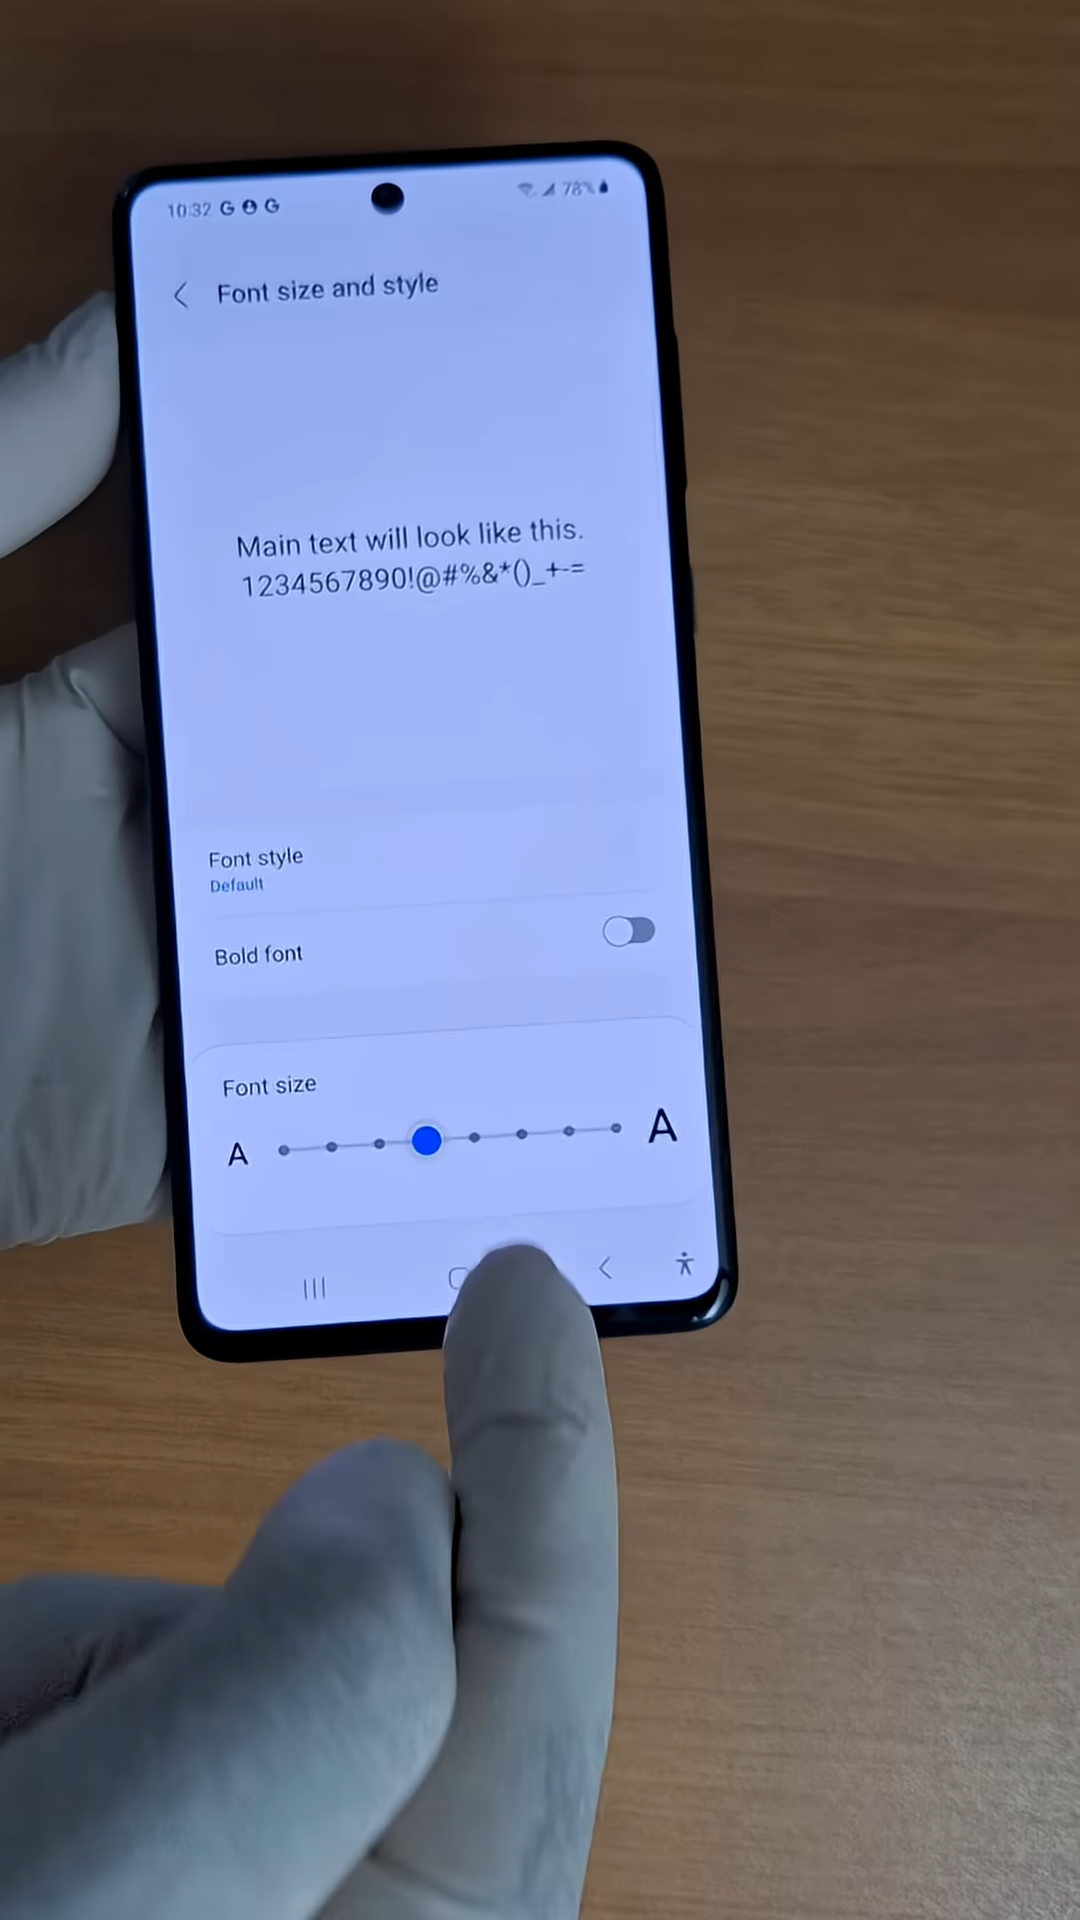 10:32 G G 78%
Font size and style
Main text will look like this.
1234567890!@#%&*()_+-=
Font style
Default
Bold font
Font size
A A